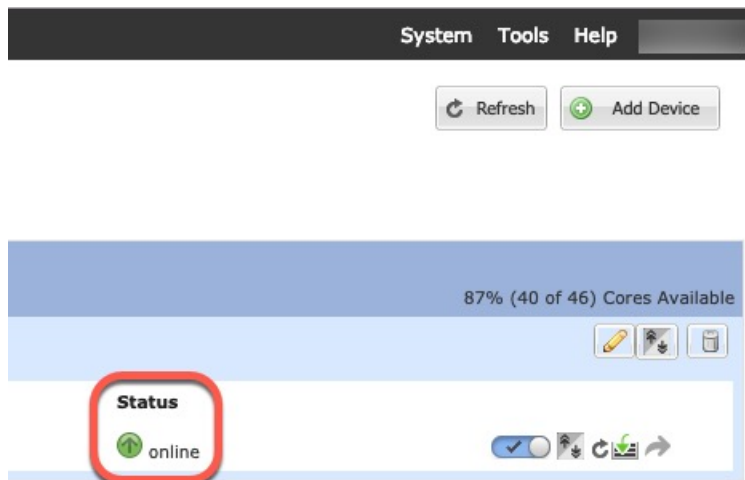 System Tools Help
Refresh Add Device
87% (40 of 46) Cores Available
Status
online